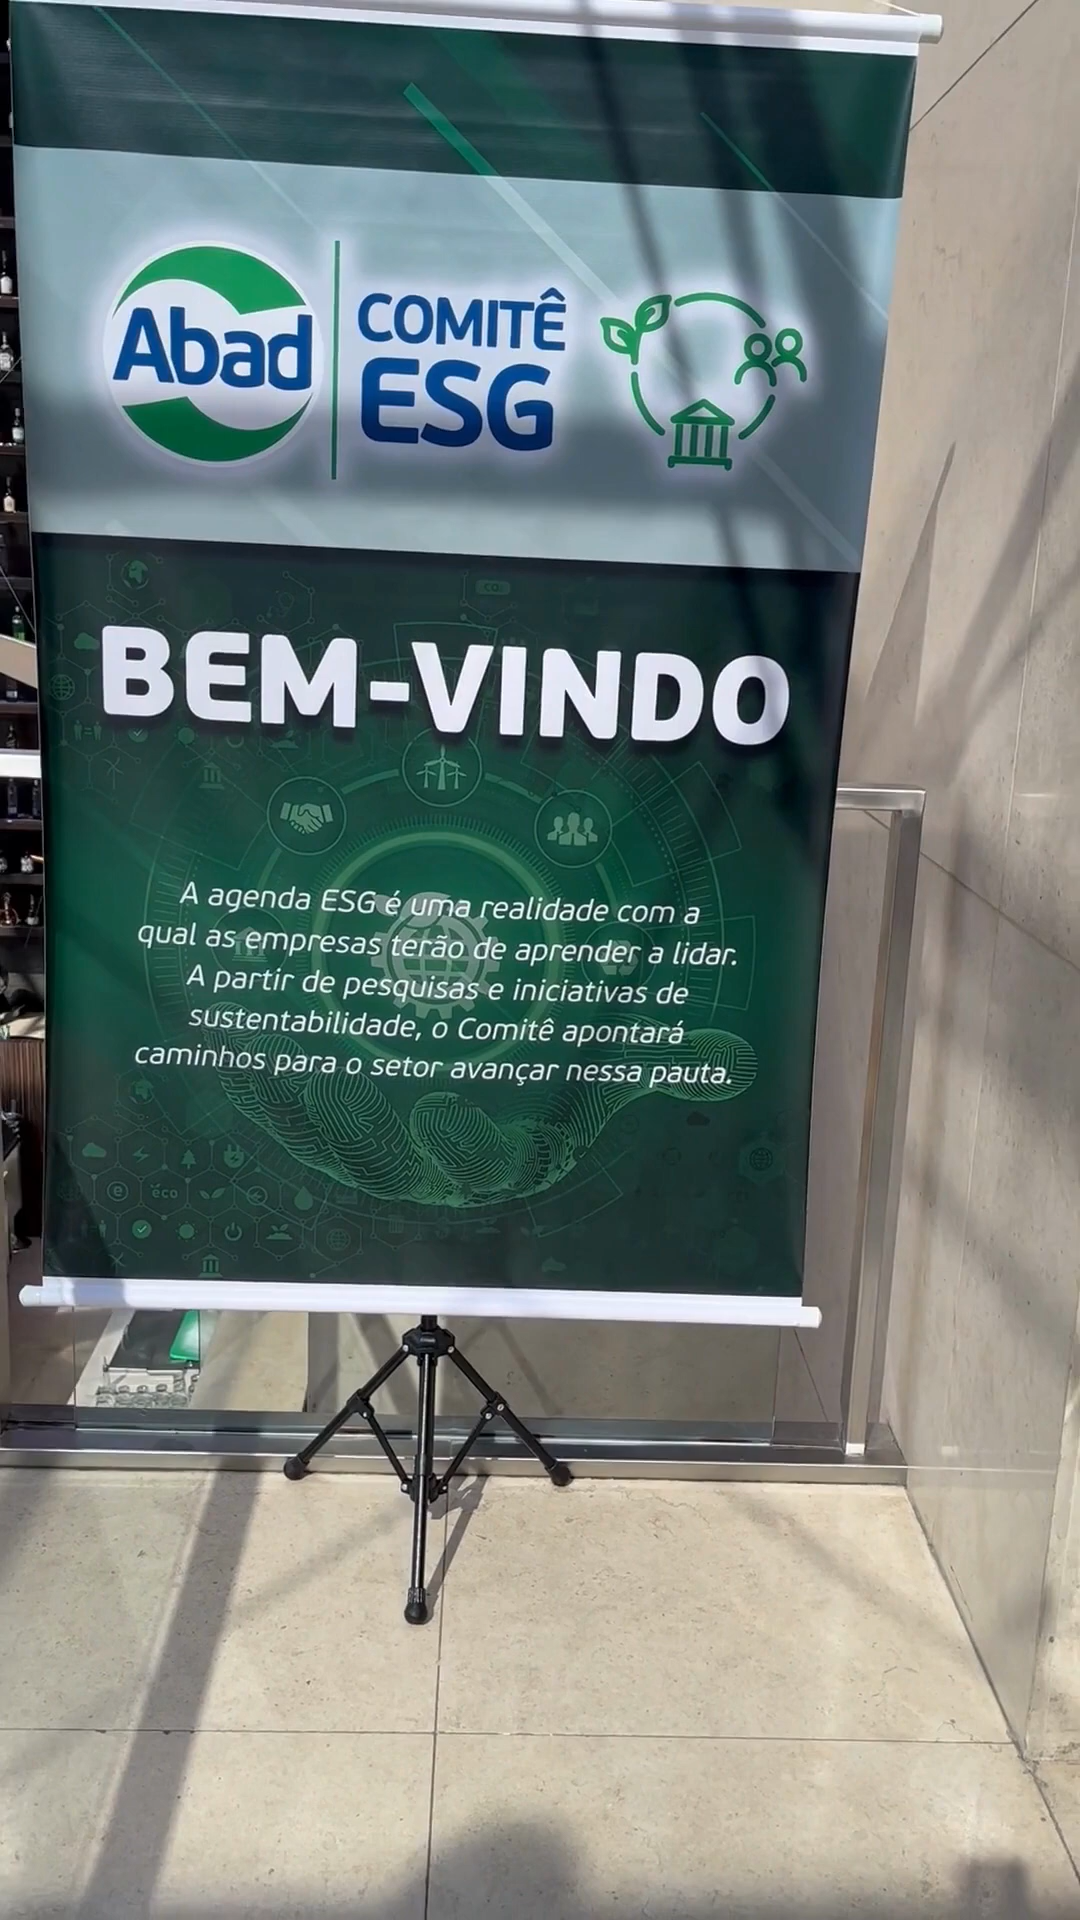 Abad
COMITÊ
ESG
BEM-VINDO
A agenda ESG é uma realidade com a
qual as empresas terão de aprender a lidar.
A partir de pesquisas e iniciativas de
sustentabilidade, o Comitê apontará
caminhos para o setor avançar nessa pauta.
eco